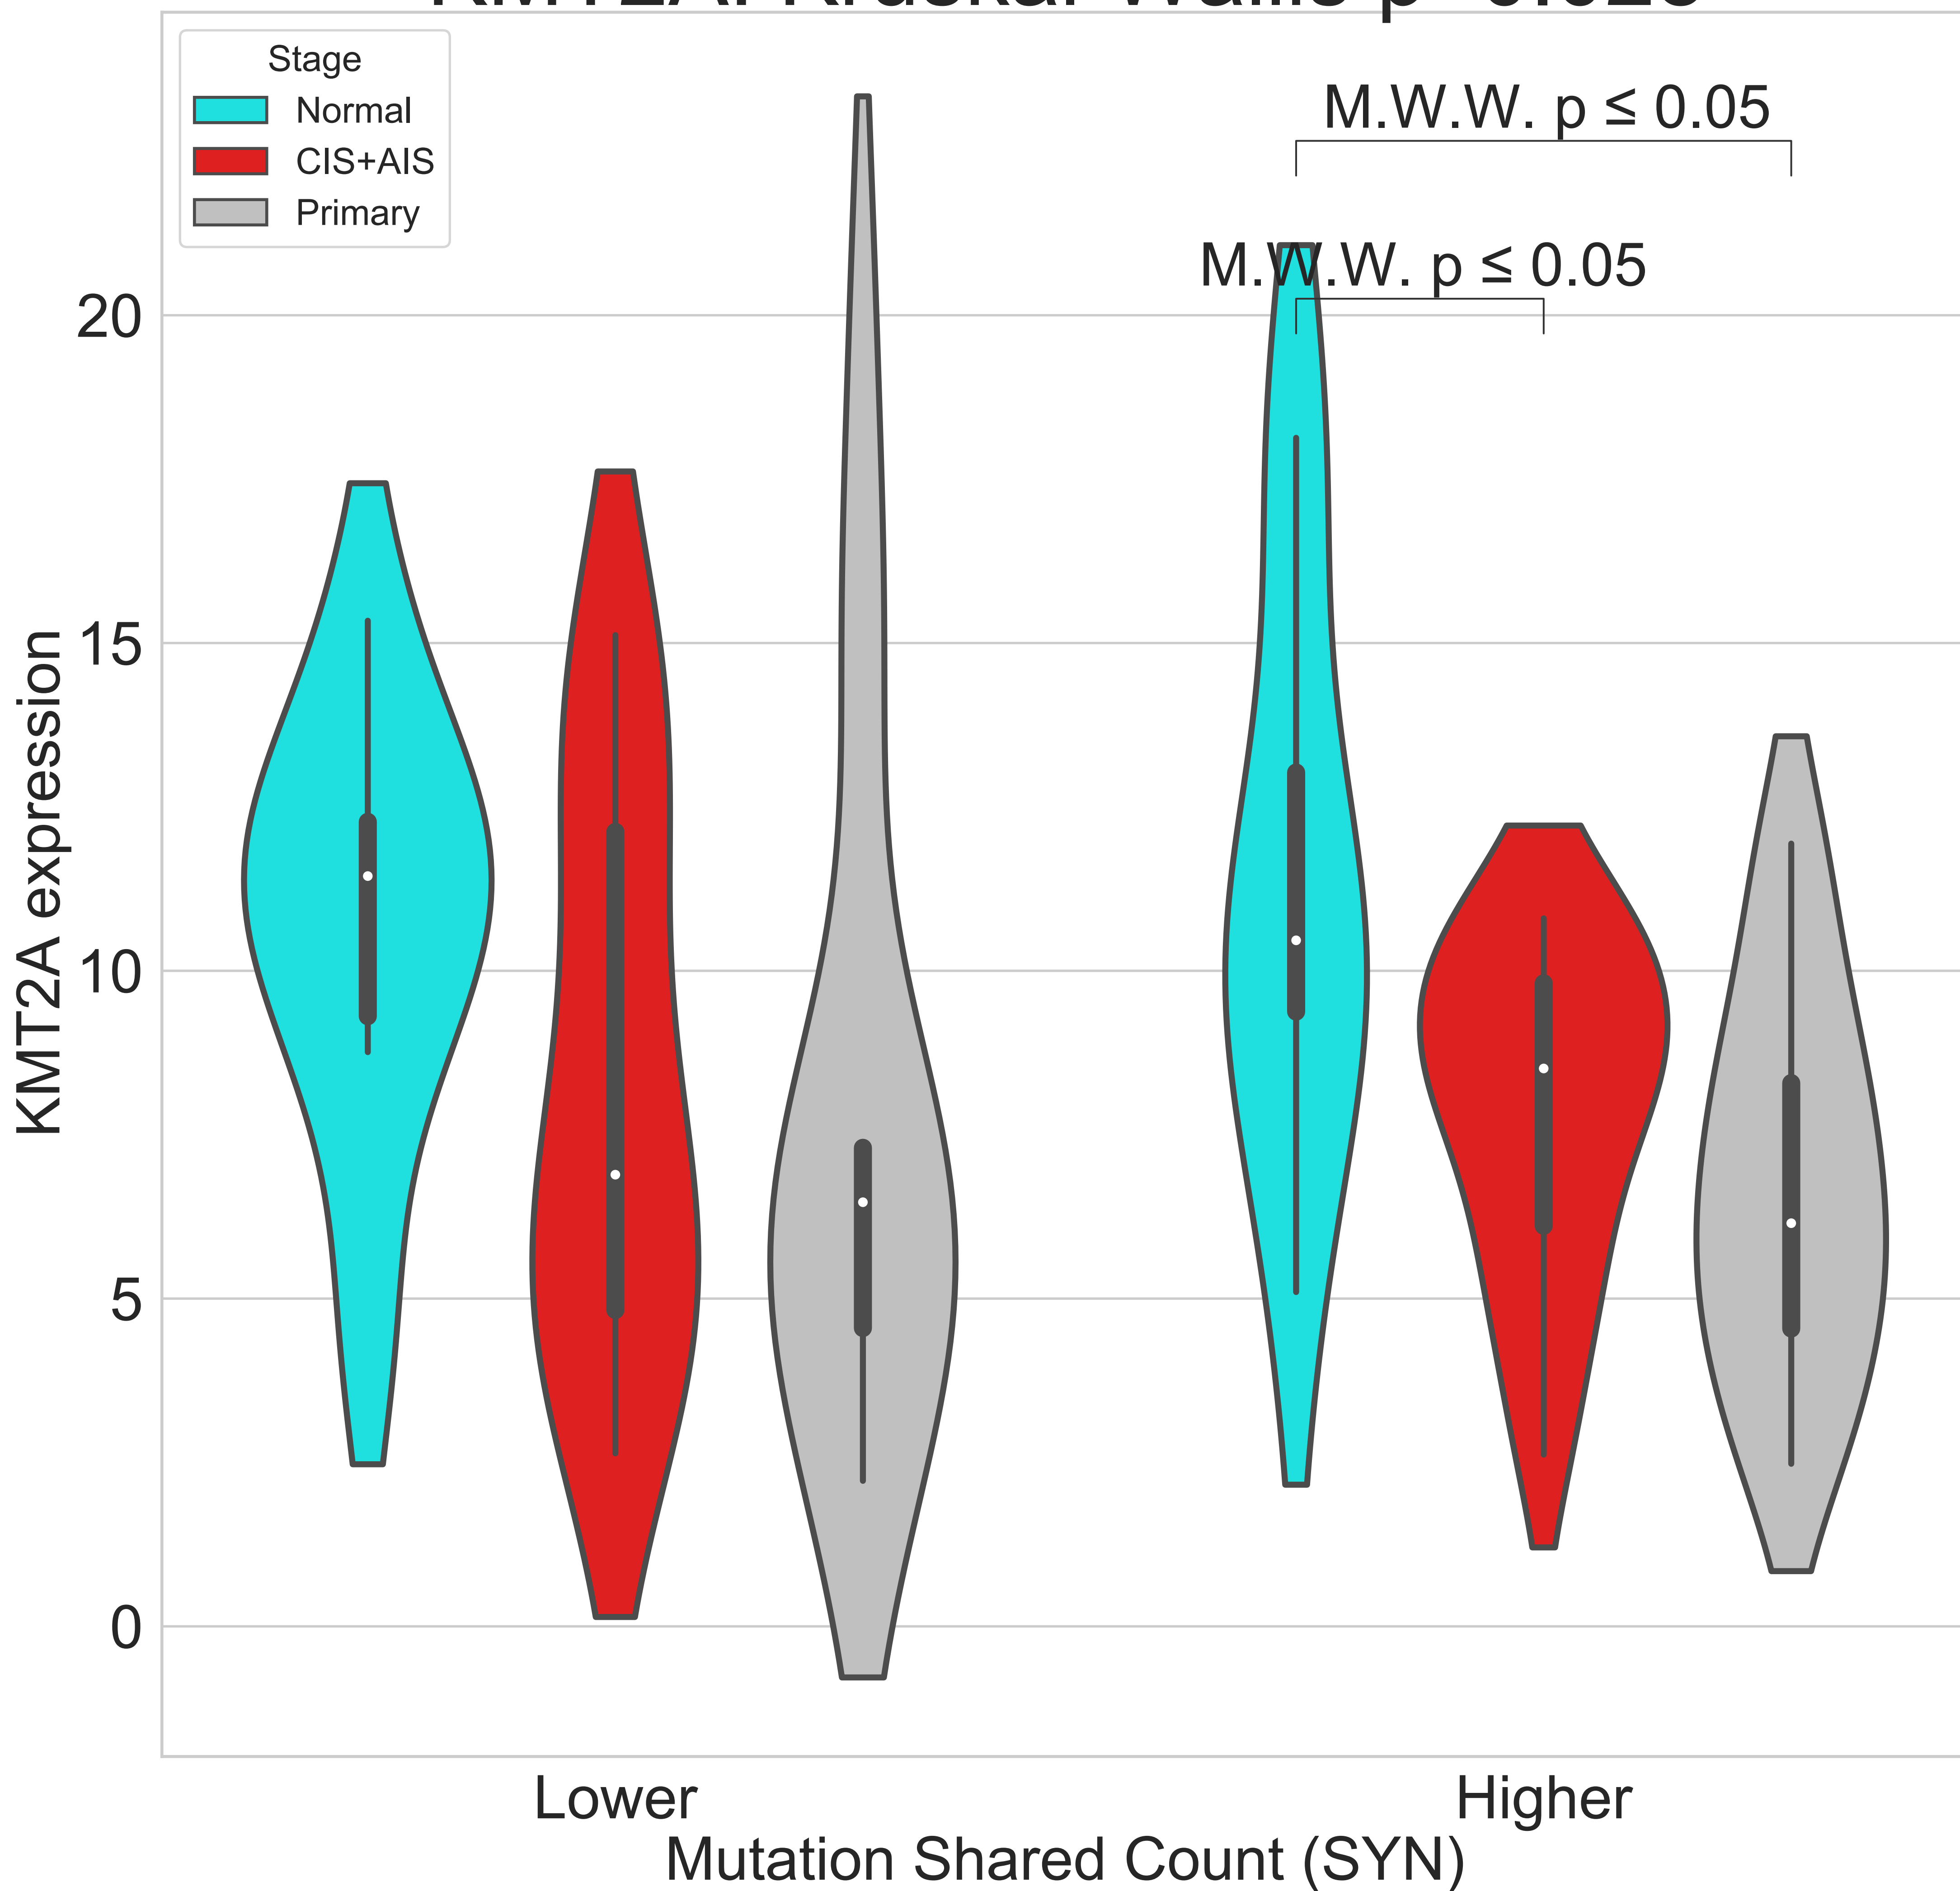 Stage
Normal
CIS+AIS
Primary
M.W.W. p ≤ 0.05
M.W.W. p ≤ 0.05
20
15
10
5
0
KMT2A expression
Lower
Higher
Mutation Shared Count (SYN)